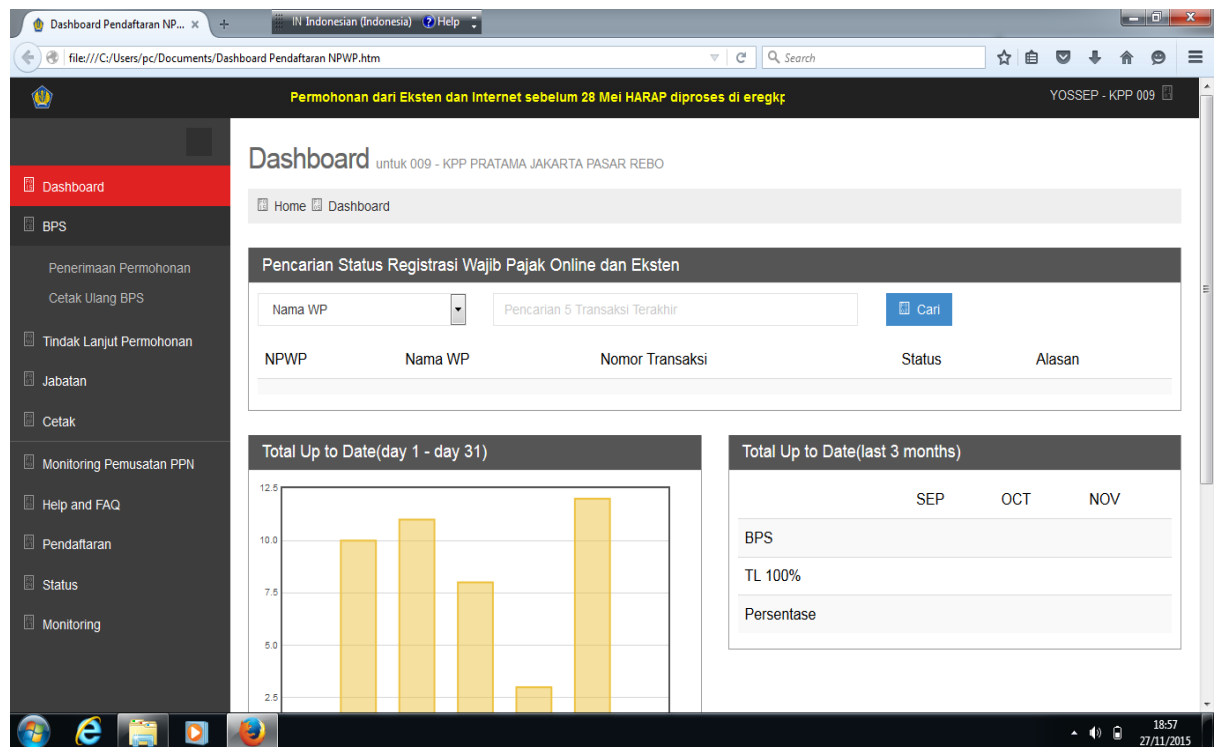 Dashboard Pendaftaran NP...
IN Indonesian (Indonesia) Help
file:///C:/Users/pc/Documents/Dashboard Pendaftaran NPWP.htm
Search
Permohonan dari Eksten dan Internet sebelum 28 Mei HARAP diproses di eregkp
YOSSEP - KPP 009
Dashboard
BPS
Penerimaan Permohonan
Cetak Ulang BPS
Tindak Lanjut Permohonan
Jabatan
Cetak
Monitoring Pemusatan PPN
Help and FAQ
Pendaftaran
Status
Monitoring
Dashboard untuk 009 - KPP PRATAMA JAKARTA PASAR REBO
Home Dashboard
Pencarian Status Registrasi Wajib Pajak Online dan Eksten
Nama WP
Pencarian 5 Transaksi Terakhir
Cari
NPWP Nama WP Nomor Transaksi Status Alasan
Total Up to Date(day 1 - day 31)
12.5
10.0
7.5
5.0
2.5
Total Up to Date(last 3 months)
SEP OCT NOV
BPS
TL 100%
Persentase
18:57
27/11/2015